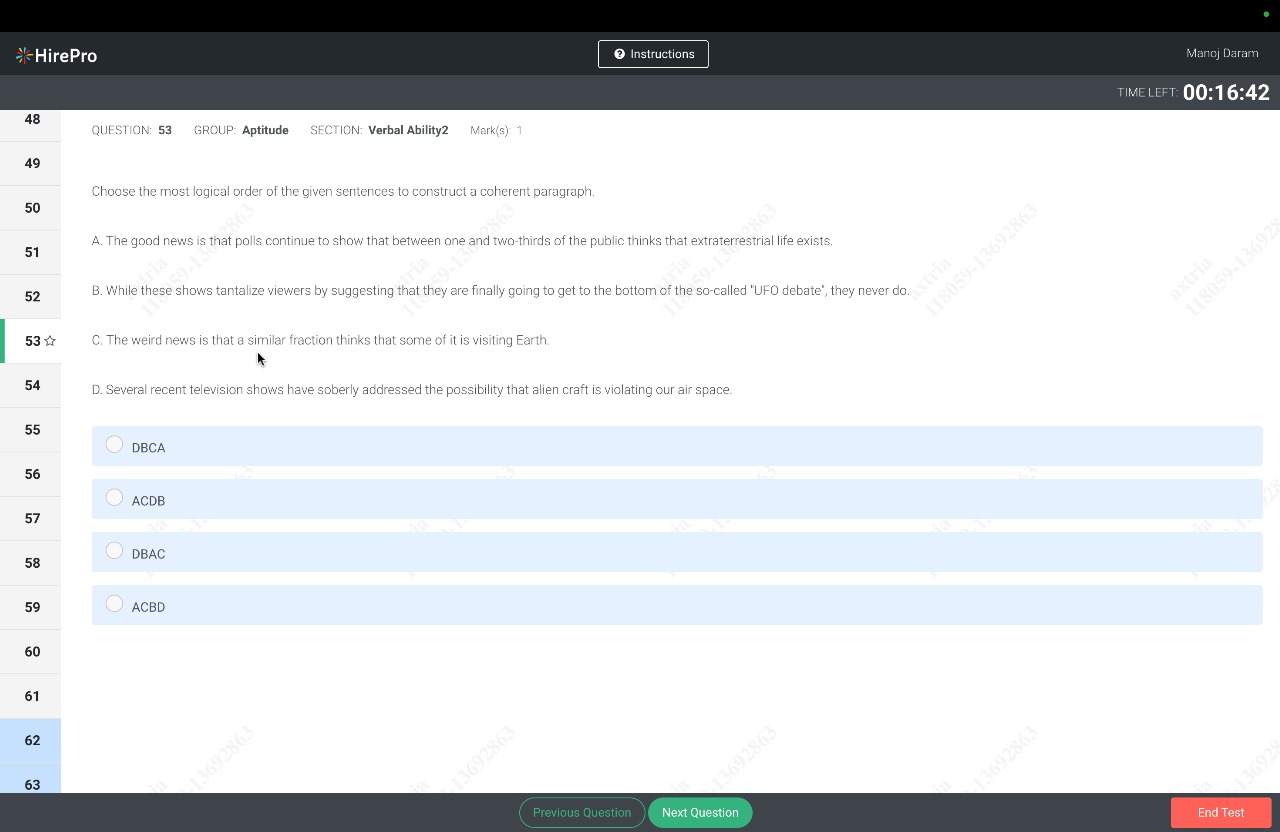 HirePro
Instructions
Manoj Daram
TIME LEFT: 00:16:42
48
49
50
51
52
53
54
55
56
57
58
59
60
61
62
63
QUESTION: 53 GROUP: Aptitude SECTION: Verbal Ability2 Mark(s): 1
Choose the most logical order of the given sentences to construct a coherent paragraph.
A. The good news is that polls continue to show that between one and two-thirds of the public thinks that extraterrestrial life exists.
B. While these shows tantalize viewers by suggesting that they are finally going to get to the bottom of the so-called "UFO debate", they never do.
C. The weird news is that a similar fraction thinks that some of it is visiting Earth.
D. Several recent television shows have soberly addressed the possibility that alien craft is violating our air space.
DBCA
ACDB
DBAC
ACBD
axtria
118059-13692863
Previous Question
Next Question
End Test